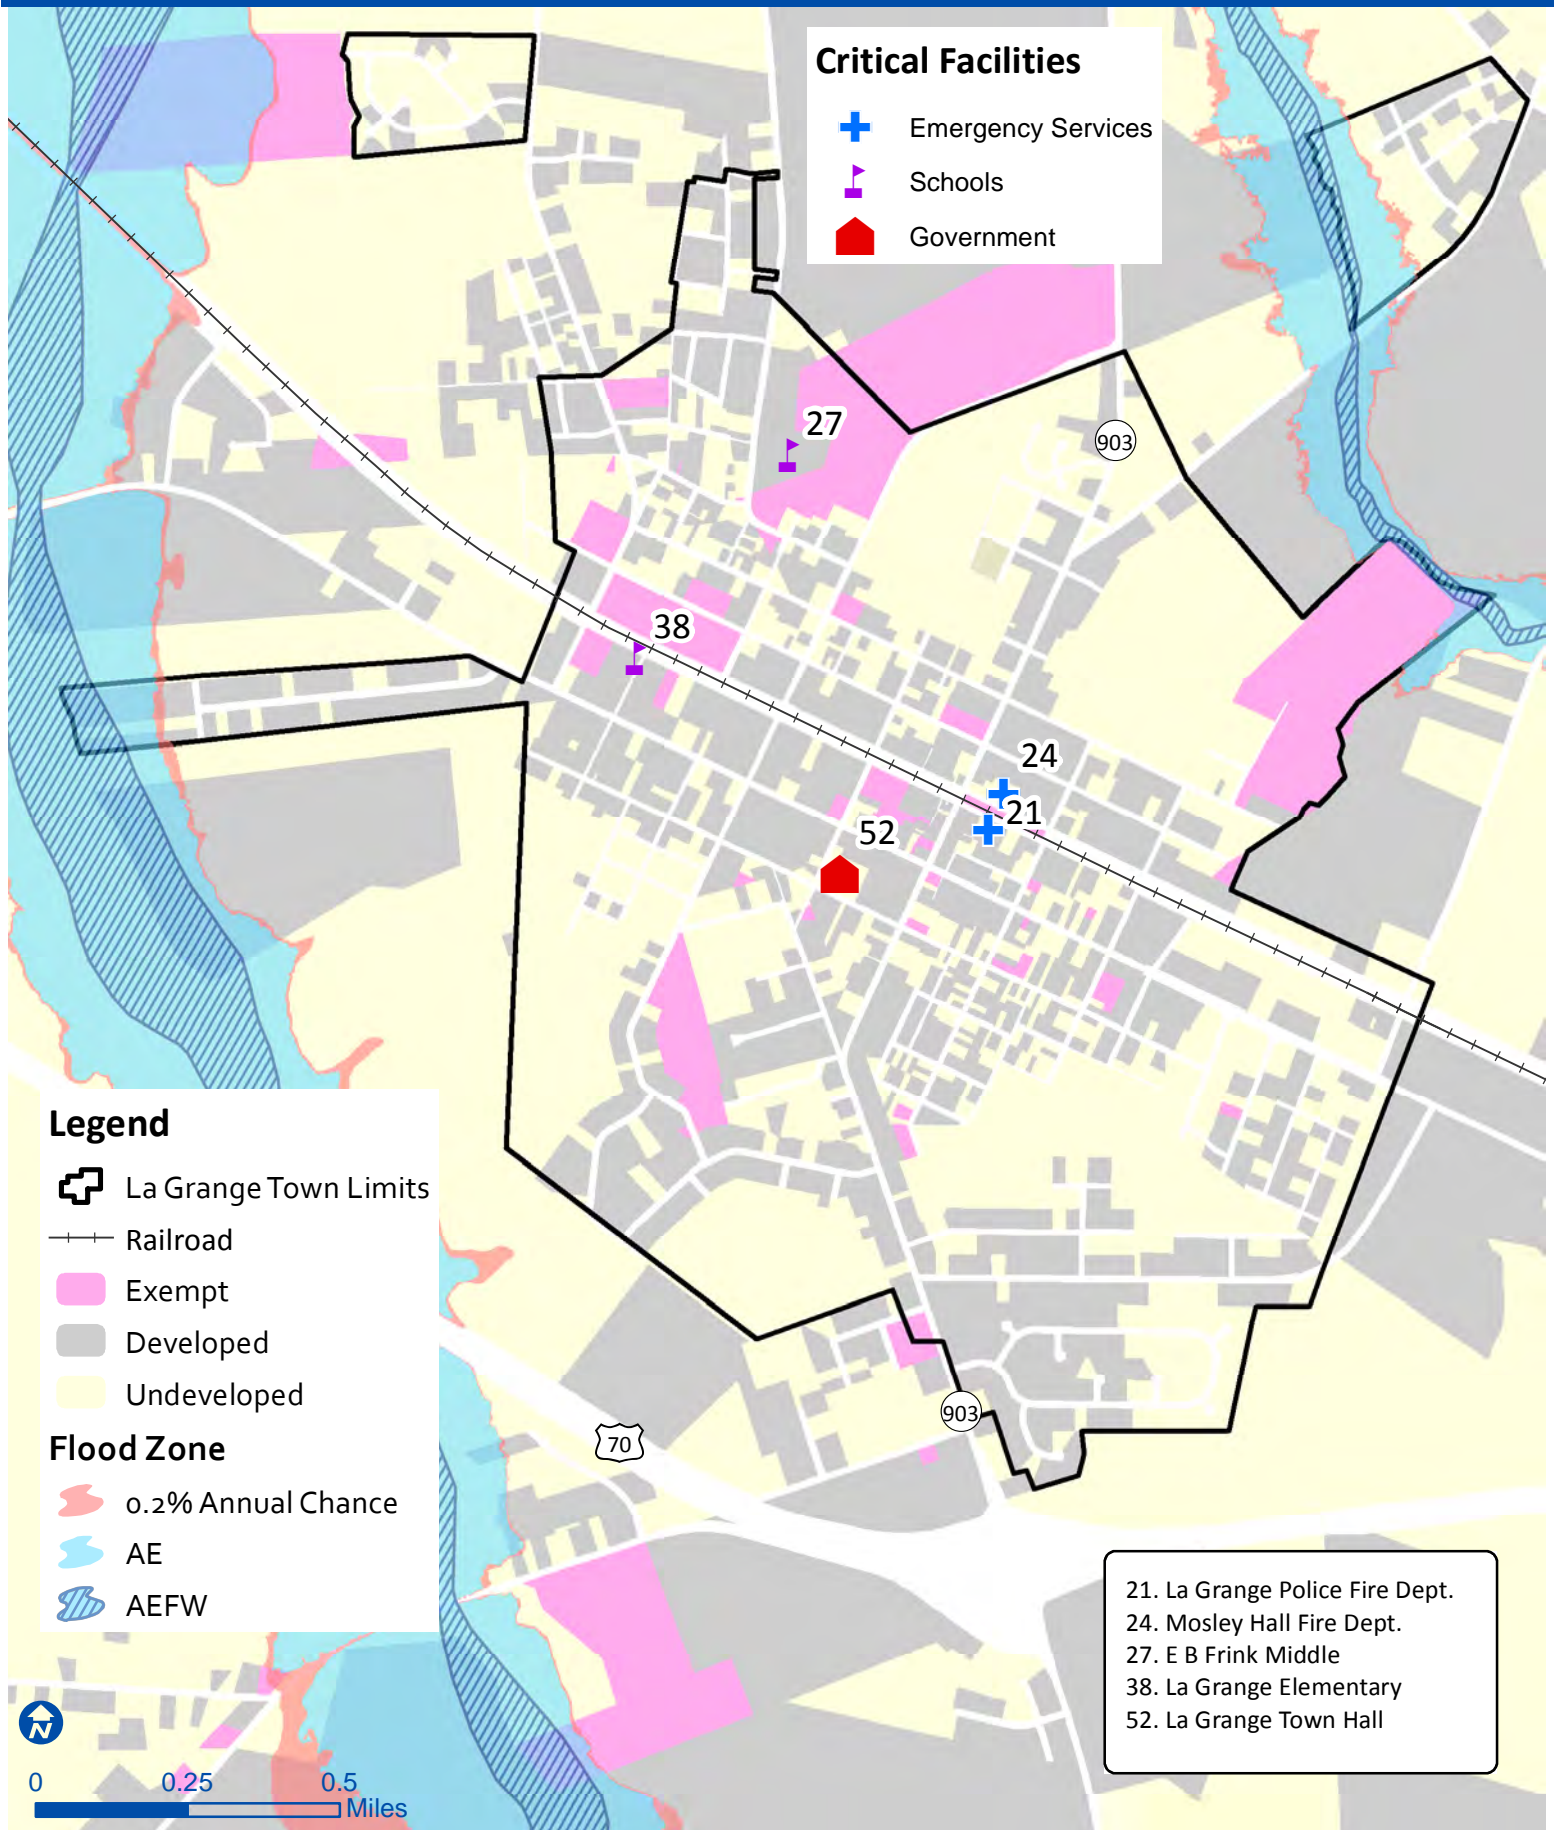 Critical Facilities
Emergency Services
Schools
Government
27
903
38
24
21
52
903
70
Legend
La Grange Town Limits
Railroad
Exempt
Developed
Undeveloped
Flood Zone
0.2% Annual Chance
AE
AEFW
21. La Grange Police Fire Dept.
24. Mosley Hall Fire Dept.
27. E B Frink Middle
38. La Grange Elementary
52. La Grange Town Hall
N
0 0.25 0.5
Miles